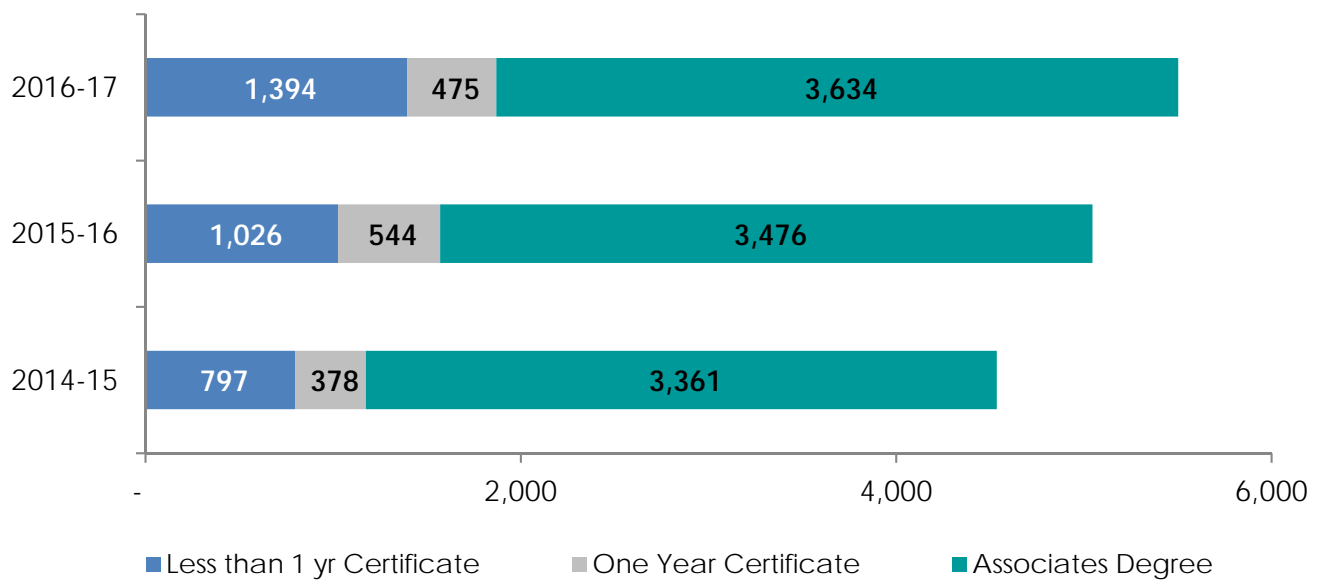 2016-17 1,394 475 3,634
2015-16 1,026 544 3,476
2014-15 797 378 3,361
- 2,000 4,000 6,000
Less than 1 yr Certificate One Year Certificate Associates Degree